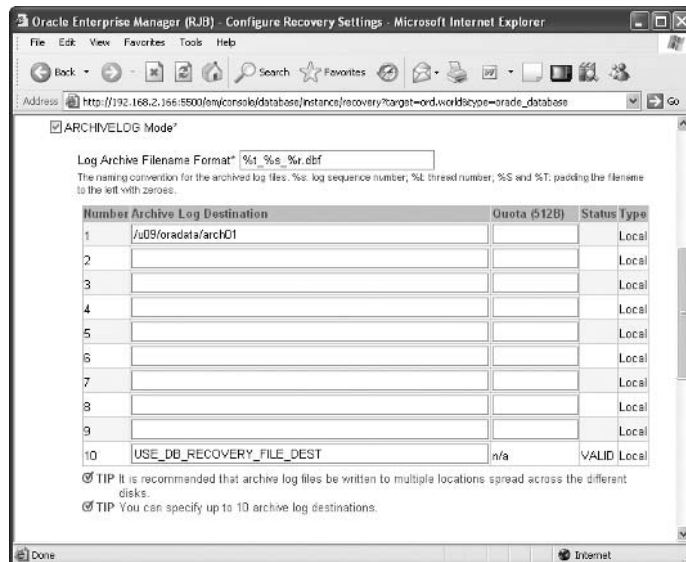 Oracle Enterprise Manager (RJB) - Configure Recovery Settings - Microsoft Internet Explorer
File Edit View Favorites Tools Help
Back Search Favorites
Address http://192.168.2.166:5500/em/console/database/instance/recovery?target=ord.world&type=oracle_database Go
ARCHIVELOG Mode*
Log Archive Filename Format* %t_%s_%r.dbf
The naming convention for the archived log files. %s: log sequence number; %t: thread number; %S and %T: padding the filename
to the left with zeroes.
Number Archive Log Destination Quota (512B) Status Type
1 /u09/oradata/arch01 Local
2 Local
3 Local
4 Local
5 Local
6 Local
7 Local
8 Local
9 Local
10 USE_DB_RECOVERY_FILE_DEST n/a VALID Local
TIP It is recommended that archive log files be written to multiple locations spread across the different
disks.
TIP You can specify up to 10 archive log destinations.
Done Internet